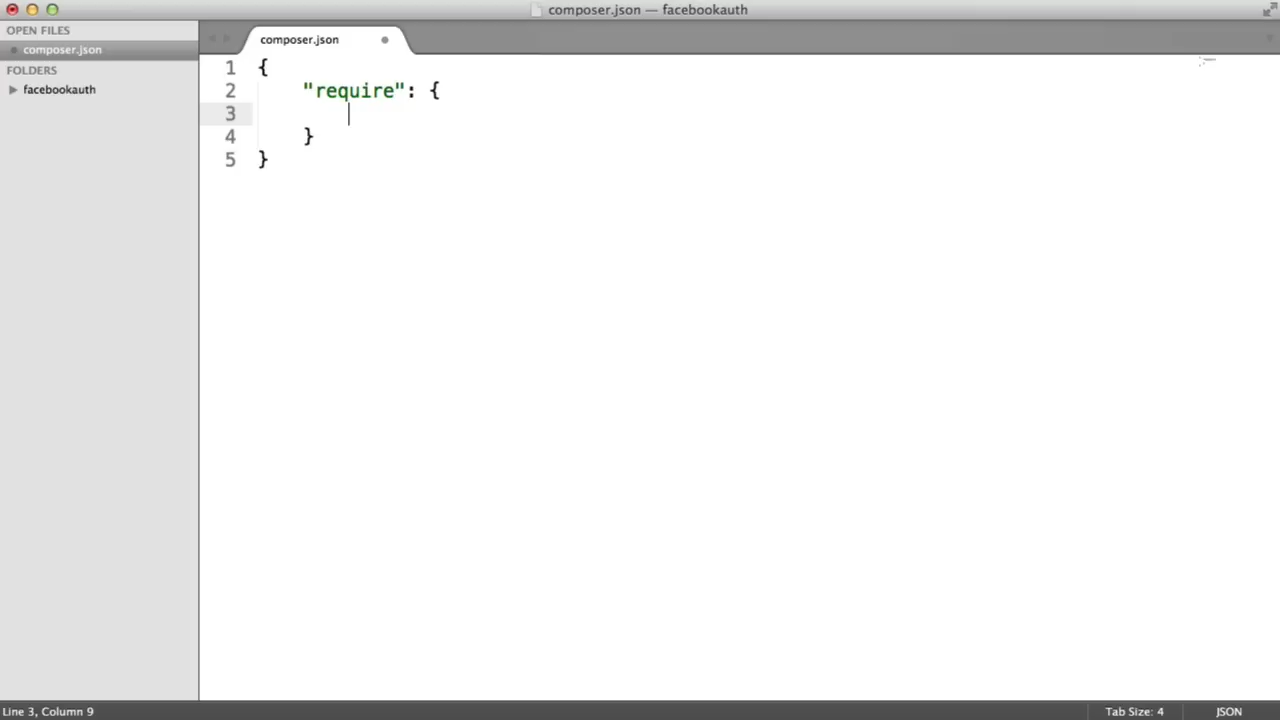 composer.json — facebookauth
OPEN FILES
composer.json
FOLDERS
facebookauth
composer.json
1 {
2 "require": {
3
4 }
5 }
Line 3, Column 9
Tab Size: 4
JSON